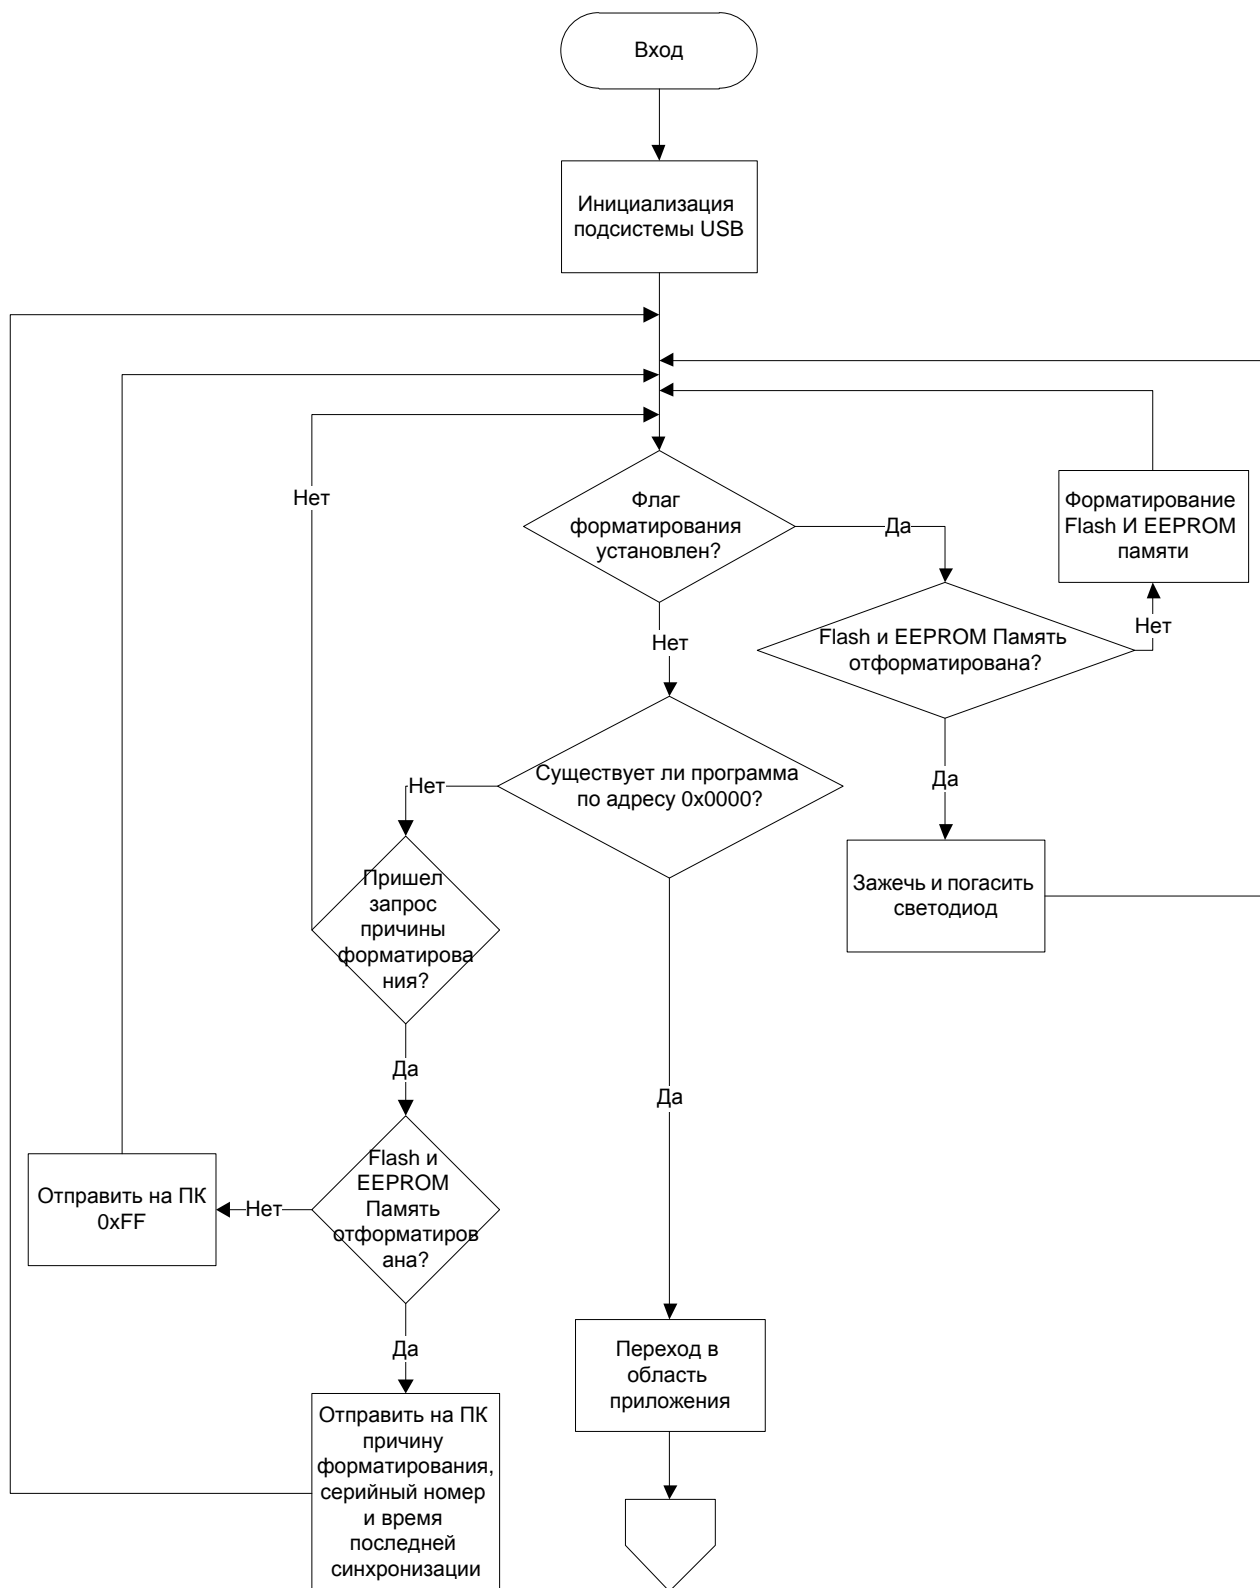 Вход
Инициализация
подсистемы USB
Нет
Флаг
форматирования
установлен?
Да
Форматирование
Flash И EEPROM
памяти
Нет
Flash и EEPROM Память
отформатирована?
Нет
Да
Существует ли программа
по адресу 0x0000?
Нет
Зажечь и погасить
светодиод
Пришел
запрос
причины
форматирова
ния?
Да
Да
Flash и
EEPROM
Память
отформатиров
ана?
Нет
Отправить на ПК
0xFF
Да
Переход в
область
приложения
Отправить на ПК
причину
форматирования,
серийный номер
и время
последней
синхронизации